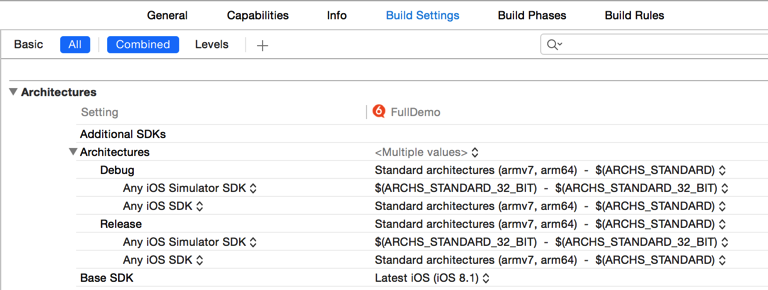 General Capabilities Info Build Settings Build Phases Build Rules
Basic All Combined Levels +
Architectures
Setting 6 FullDemo
Additional SDKs
Architectures <Multiple values>
Debug Standard architectures (armv7, arm64) - $(ARCHS_STANDARD)
Any iOS Simulator SDK $(ARCHS_STANDARD_32_BIT) - $(ARCHS_STANDARD_32_BIT)
Any iOS SDK Standard architectures (armv7, arm64) - $(ARCHS_STANDARD)
Release Standard architectures (armv7, arm64) - $(ARCHS_STANDARD)
Any iOS Simulator SDK $(ARCHS_STANDARD_32_BIT) - $(ARCHS_STANDARD_32_BIT)
Any iOS SDK Standard architectures (armv7, arm64) - $(ARCHS_STANDARD)
Base SDK Latest iOS (iOS 8.1)